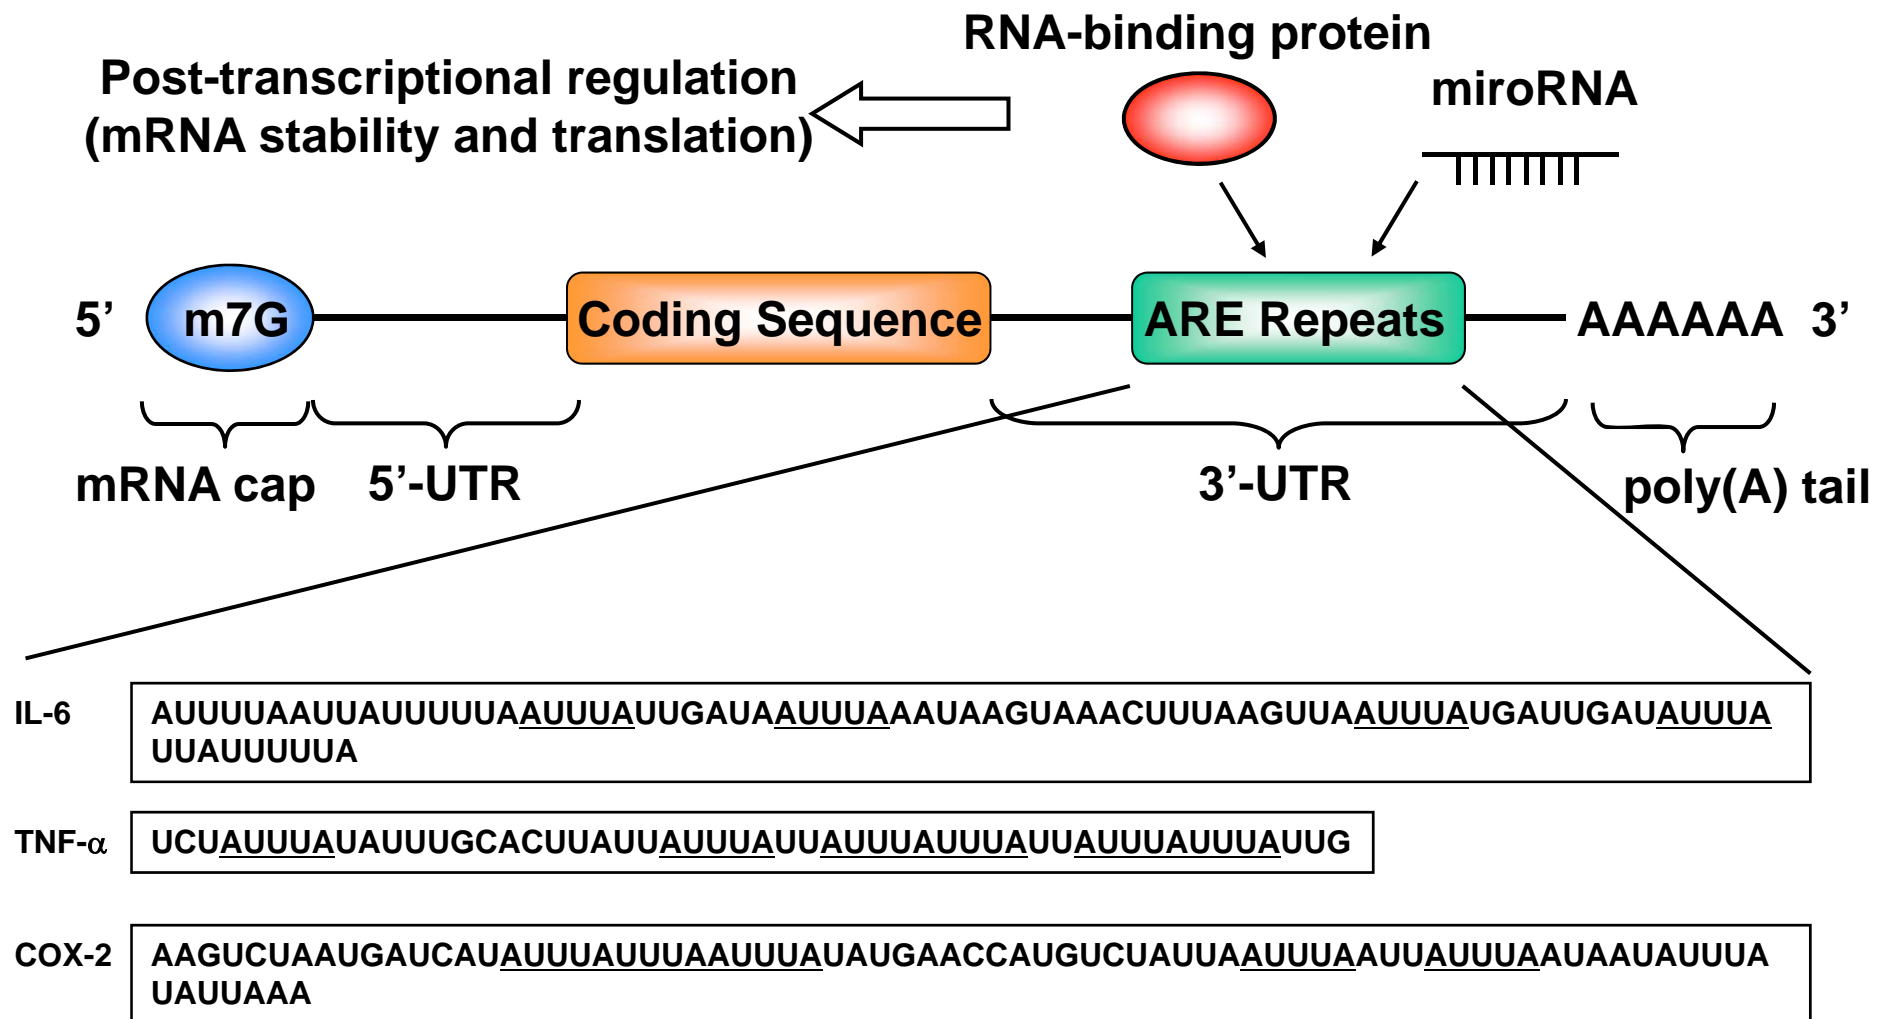 RNA-binding protein
Post-transcriptional regulation
(mRNA stability and translation)
miroRNA
5’ m7G Coding Sequence ARE Repeats AAAAAA 3’
mRNA cap 5’-UTR 3’-UTR poly(A) tail
IL-6 AUUUUAAUUAUUUUUAAUUUAUUGAUAAUUUAAAUAAGUAAACUUUAAGUUAAUUUAUGAUUGAUAUUUA
UUAUUUUUA
TNF-α UCUAUUUAUAUUUGCACUUAUUAUUUAUUAUUUAUUUAUUAUUUAUUUAUUG
COX-2 AAGUCUAAUGAUCAUAUUUAUUUAAUUUAUAUGAACCAUGUCUAUUAAUUUAAUUAUUUAAUAAUAUUUA
UAUUAAA